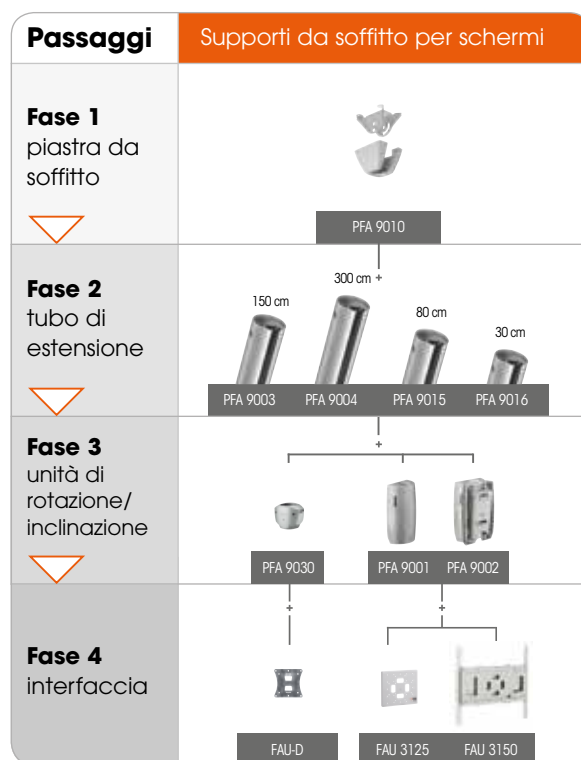 Passaggi
Supporti da soffitto per schermi
Fase 1
piastra da
soffitto
PFA 9010
+
Fase 2
tubo di
estensione
150 cm
300 cm
80 cm
30 cm
PFA 9003 PFA 9004 PFA 9015 PFA 9016
+
Fase 3
unità di
rotazione/
inclinazione
PFA 9030 PFA 9001 PFA 9002
+ +
Fase 4
interfaccia
FAU-D FAU 3125 FAU 3150